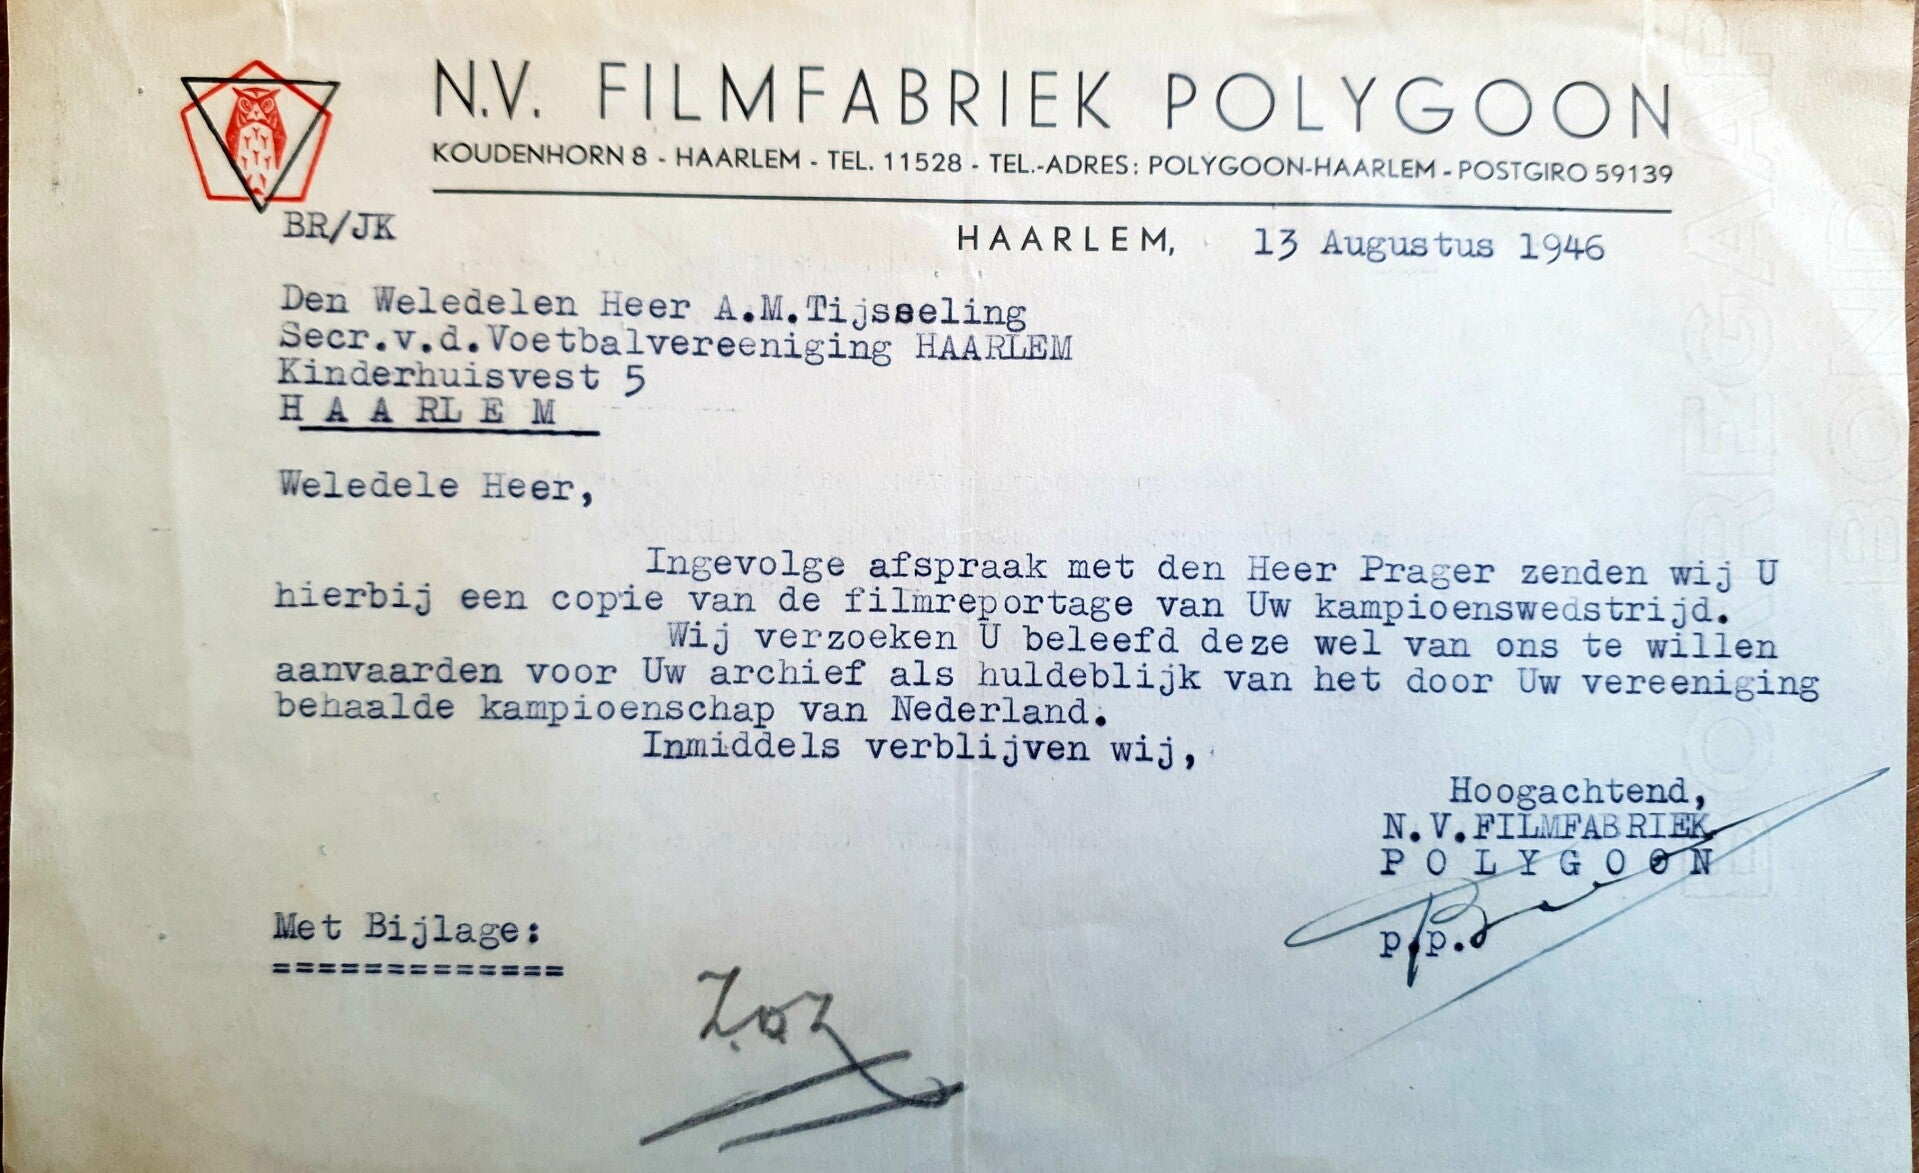 N.V. FILMFABRIEK POLYGOON
KOUDENHORN 8 - HAARLEM - TEL. 11528 - TEL.-ADRES: POLYGOON-HAARLEM - POSTGIRO 59139
BR/JK
HAARLEM, 13 Augustus 1946
Den Weledelen Heer A.M.Tijsseling
Secr.v.d.Voetbalvereeniging HAARLEM
Kinderhuisvest 5
H A A RL E M
Weledele Heer,
Ingevolge afspraak met den Heer Prager zenden wij U
hierbij een copie van de filmreportage van Uw kampioenswedstrijd.
Wij verzoeken U beleefd deze wel van ons te willen
aanvaarden voor Uw archief als huldeblijk van het door Uw vereeniging
behaalde kampioenschap van Nederland.
Inmiddels verblijven wij,
Hoogachtend,
N.V.FILMFABRIEK
P O L Y G O O N
p.p.
Met Bijlage:
=============